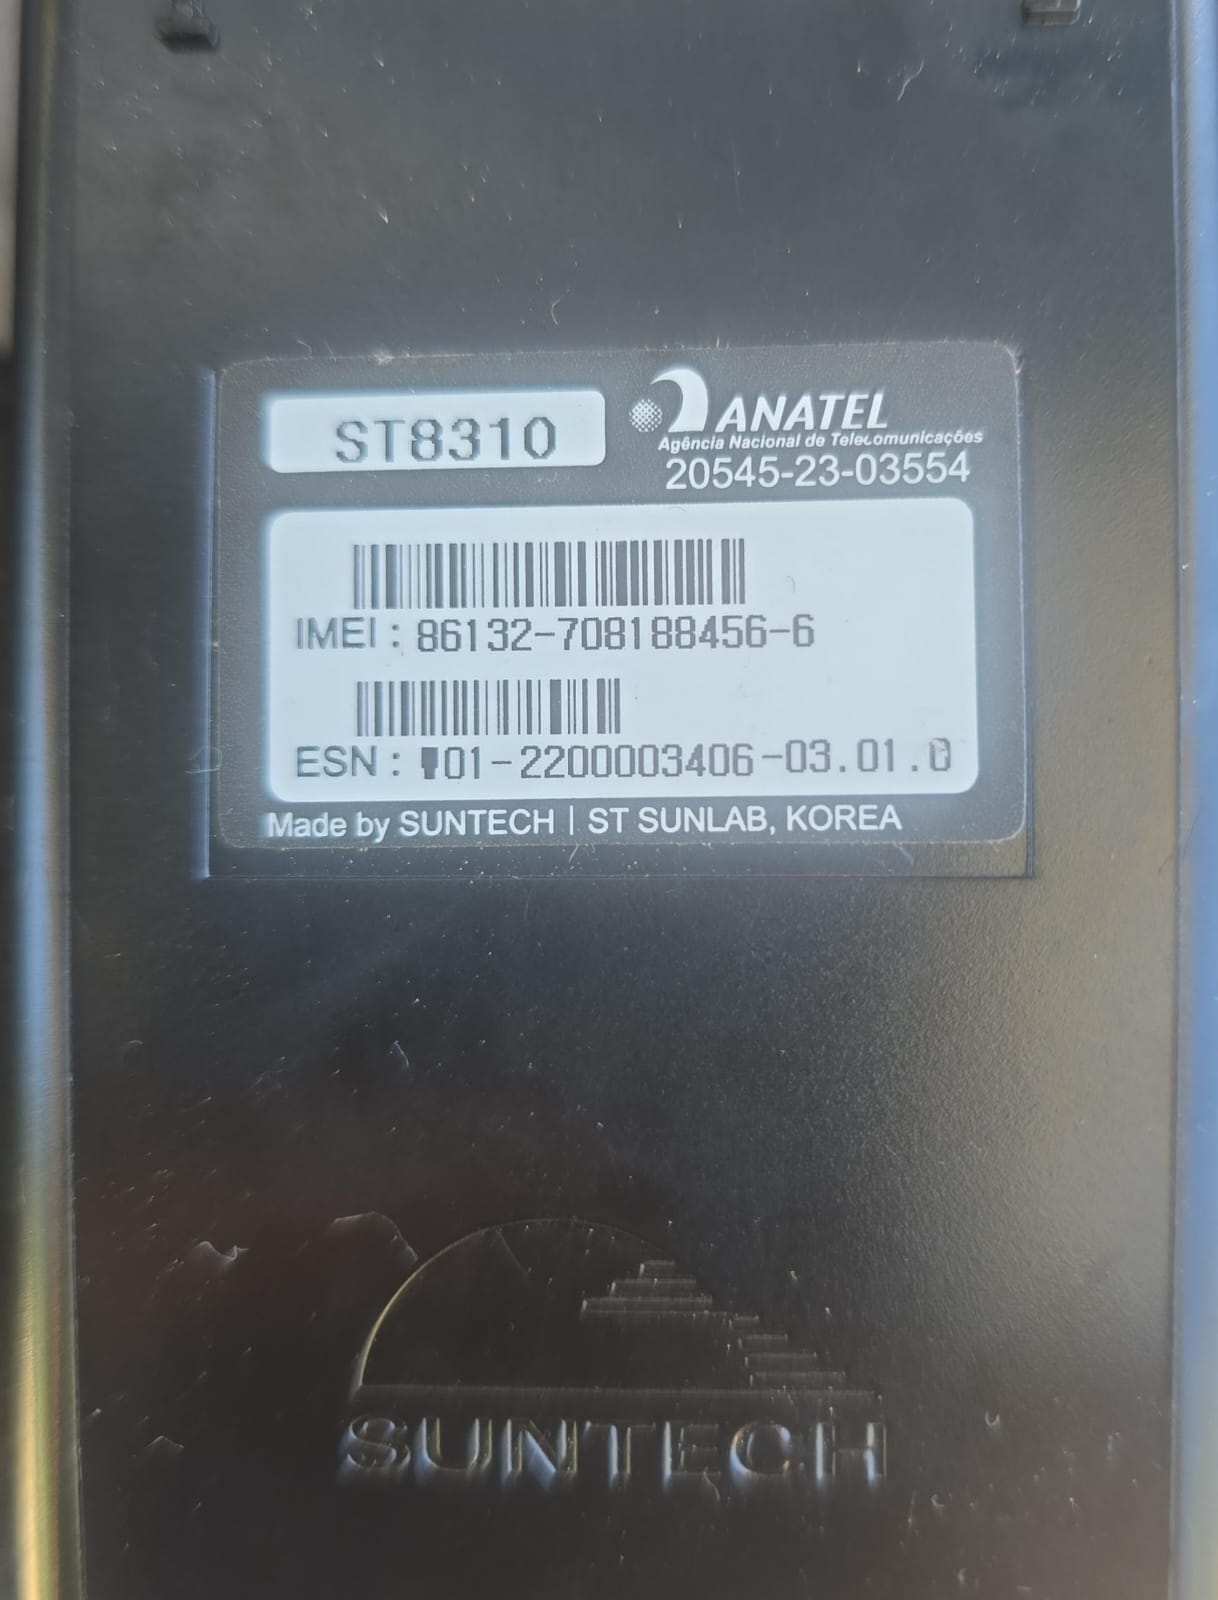 ST8310
ANATEL
Agência Nacional de Telecomunicações
20545-23-03554
IMEI: 86132-708188456-6
ESN: 01-2200003406-03.01.0
Made by SUNTECH | ST SUNLAB, KOREA
SUNTECH